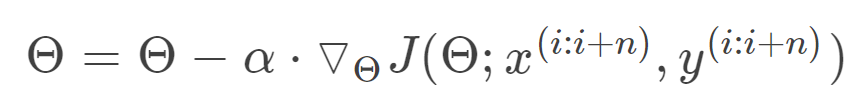 Θ = Θ − α · ▽_Θ J(Θ; x^{(i:i+n)}, y^{(i:i+n)})